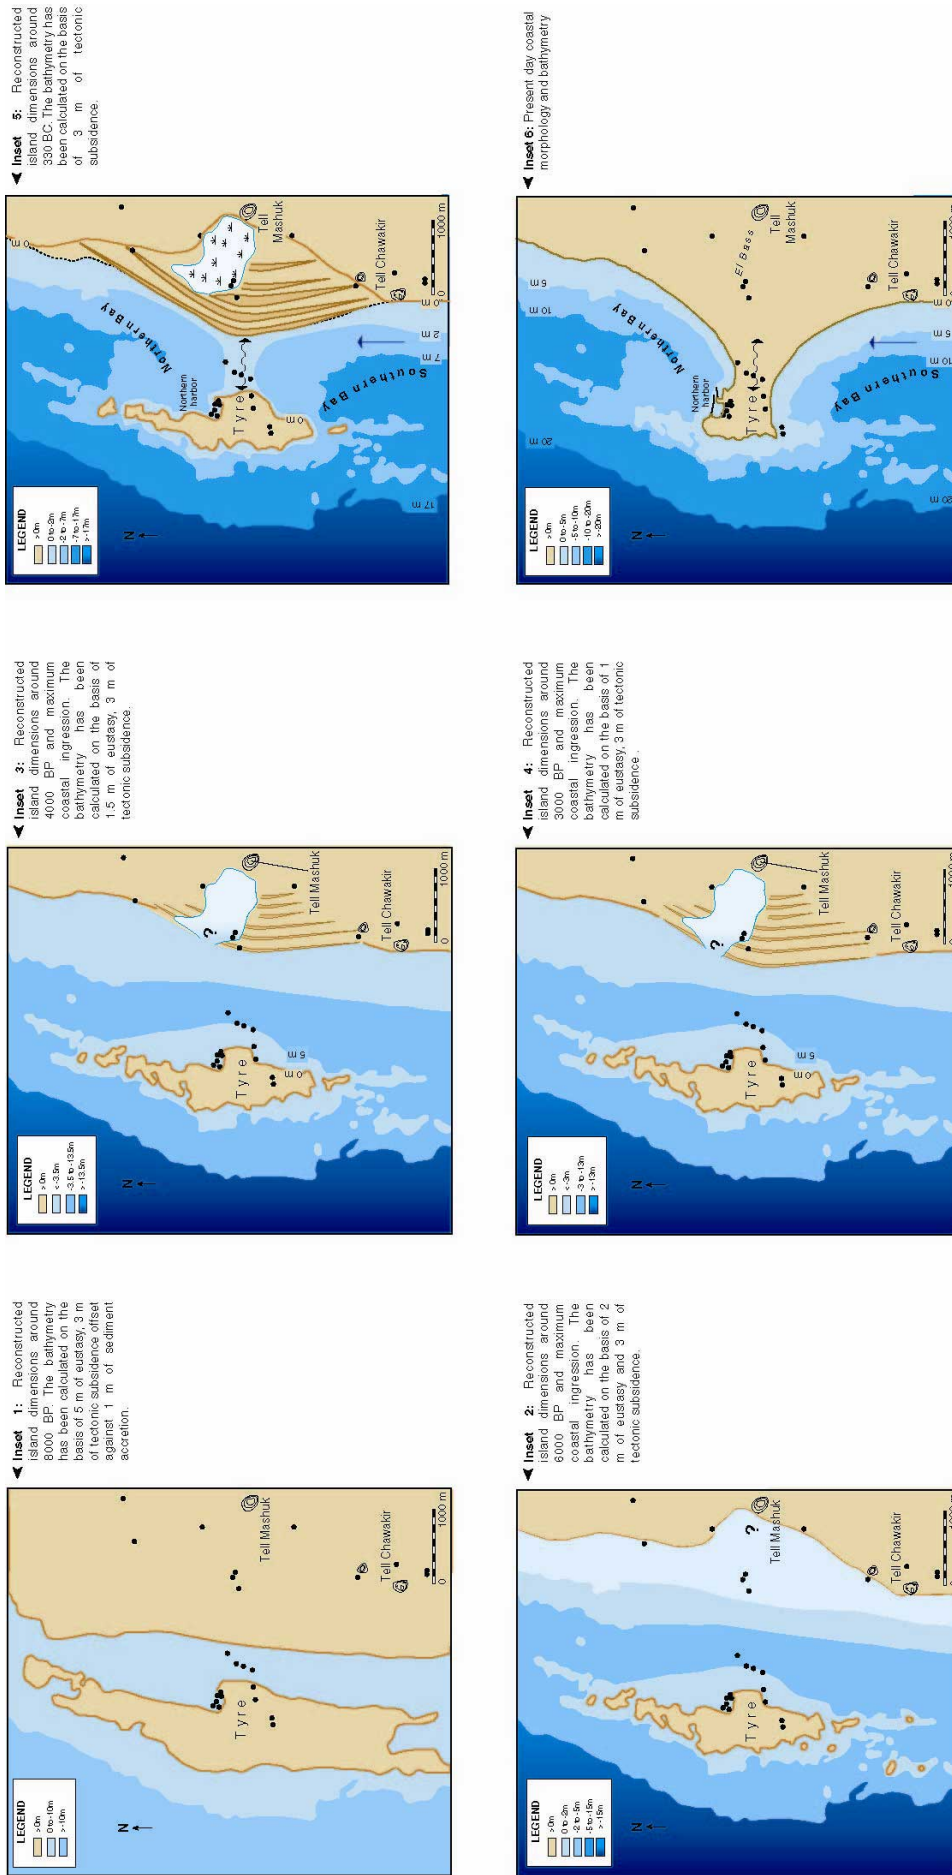 LEGEND
>0m
0 to -10m
>-10m
N
Tyre
Tell Mashuk
Tell Chawakir
0
1000 m
Inset 1: Reconstructed
island dimensions around
8000 BP. The bathymetry
has been calculated on the
basis of 5 m of eustasy, 3 m
of tectonic subsidence offset
against 1 m of sediment
accretion.
LEGEND
>0m
0 to -2m
-2 to -5m
-5 to -15m
>-15m
N
Tyre
?
Tell Mashuk
Tell Chawakir
0
1000 m
Inset 2: Reconstructed
island dimensions around
6000 BP and maximum
coastal ingression. The
bathymetry has been
calculated on the basis of 2
m of eustasy and 3 m of
tectonic subsidence.
LEGEND
>0m
<-3.5m
-3.5 to -13.5m
>-13.5m
N
Tyre
0 m
5 m
?
Tell Mashuk
Tell Chawakir
0
1000 m
Inset 3: Reconstructed
island dimensions around
4000 BP and maximum
coastal ingression. The
bathymetry has been
calculated on the basis of
1.5 m of eustasy, 3 m of
tectonic subsidence.
LEGEND
>0m
<-3m
-3 to -13m
>-13m
N
Tyre
0 m
5 m
?
Tell Mashuk
Tell Chawakir
0
1000 m
Inset 4: Reconstructed
island dimensions around
3000 BP and maximum
coastal ingression. The
bathymetry has been
calculated on the basis of 1
m of eustasy, 3 m of tectonic
subsidence .
LEGEND
>0m
0 to -2m
-2 to -7m
-7 to -17m
>-17m
N
0 m
Northern Bay
Northern
harbor
Tyre
0 m
Southern Bay
Tell
Mashuk
Tell Chawakir
17 m
7 m
2 m
0 m
0
1000 m
Inset 5: Reconstructed
island dimensions around
330 BC. The bathymetry has
been calculated on the basis
of 3 m of tectonic
subsidence.
LEGEND
>0m
0 to -5m
-5 to -10m
-10 to -20m
>-20m
N
20 m
10 m
5 m
Northern Bay
Northern
harbor
Tyre
El Bass
Southern Bay
Tell
Mashuk
Tell Chawakir
20 m
10 m
5 m
0 m
0
1000 m
Inset 6: Present day coastal
morphology and bathymetry